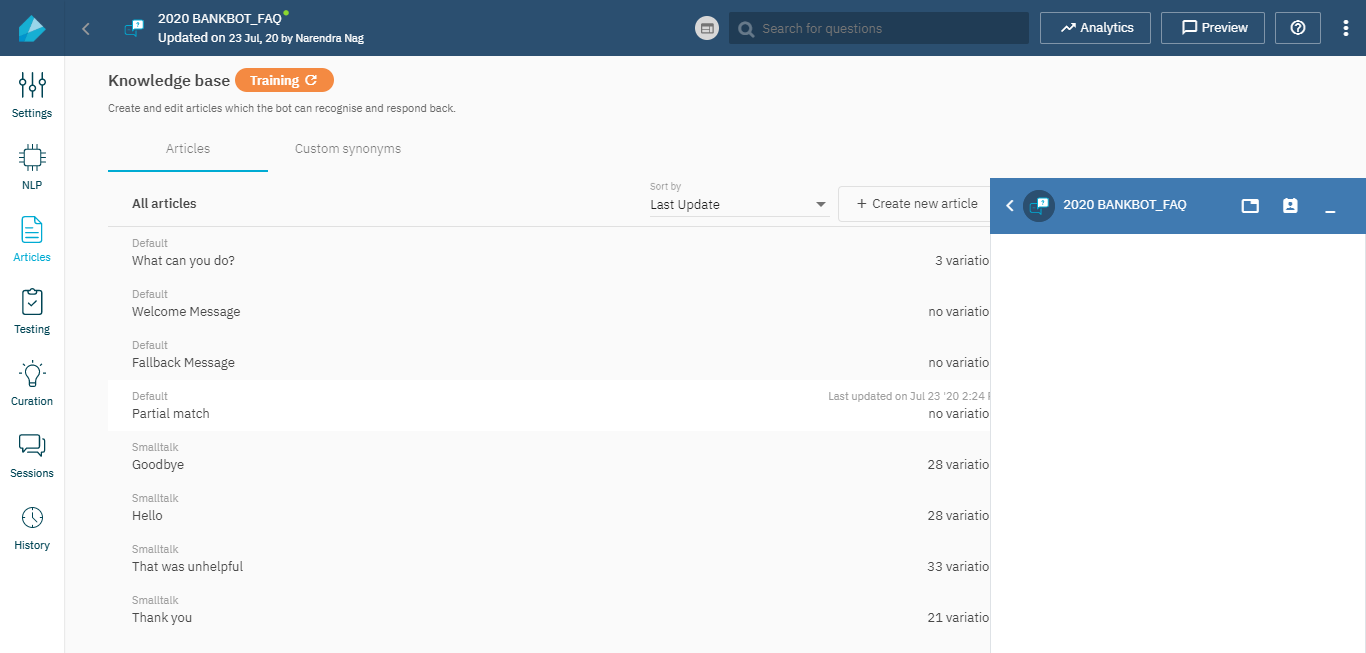 2020 BANKBOT_FAQ
Updated on 23 Jul, 20 by Narendra Nag
Search for questions
Analytics
Preview
Settings
NLP
Articles
Testing
Curation
Sessions
History
Knowledge base
Training
Create and edit articles which the bot can recognise and respond back.
Articles
Custom synonyms
All articles
Sort by
Last Update
+ Create new article
Default
What can you do?
3 variatio
Default
Welcome Message
no variatio
Default
Fallback Message
no variatio
Default
Last updated on Jul 23 '20 2:24
Partial match
no variatio
Smalltalk
Goodbye
28 variatio
Smalltalk
Hello
28 variatio
Smalltalk
That was unhelpful
33 variatio
Smalltalk
Thank you
21 variatio
2020 BANKBOT_FAQ